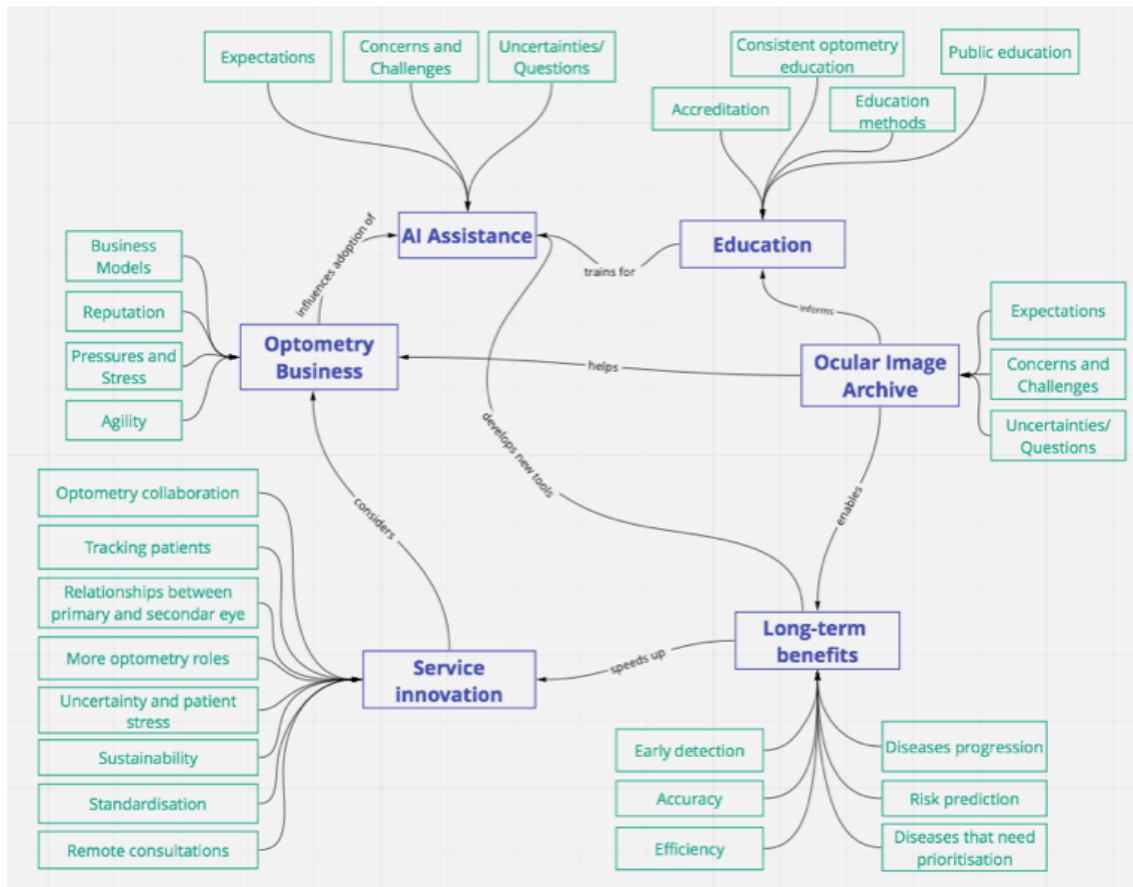 Expectations
Concerns and
Challenges
Uncertainties/
Questions
Consistent optometry
education
Public education
Accreditation
Education
methods
AI Assistance
Education
influences adoption of
trains for
informs
Business
Models
Reputation
Pressures and
Stress
Agility
Optometry
Business
helps
Ocular Image
Archive
Expectations
Concerns and
Challenges
Uncertainties/
Questions
develops new tools
considers
enables
Optometry collaboration
Tracking patients
Relationships between
primary and secondar eye
More optometry roles
Uncertainty and patient
stress
Sustainability
Standardisation
Remote consultations
Service
innovation
speeds up
Long-term
benefits
Early detection
Accuracy
Efficiency
Diseases progression
Risk prediction
Diseases that need
prioritisation